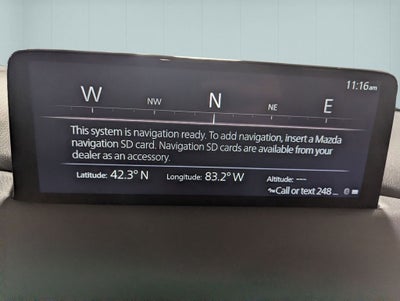 11:16am
W NW N NE E
This system is navigation ready. To add navigation, insert a Mazda
navigation SD card. Navigation SD cards are available from your
dealer as an accessory.
Latitude: 42.3° N Longitude: 83.2° W Altitude: ---
Call or text 248 ...